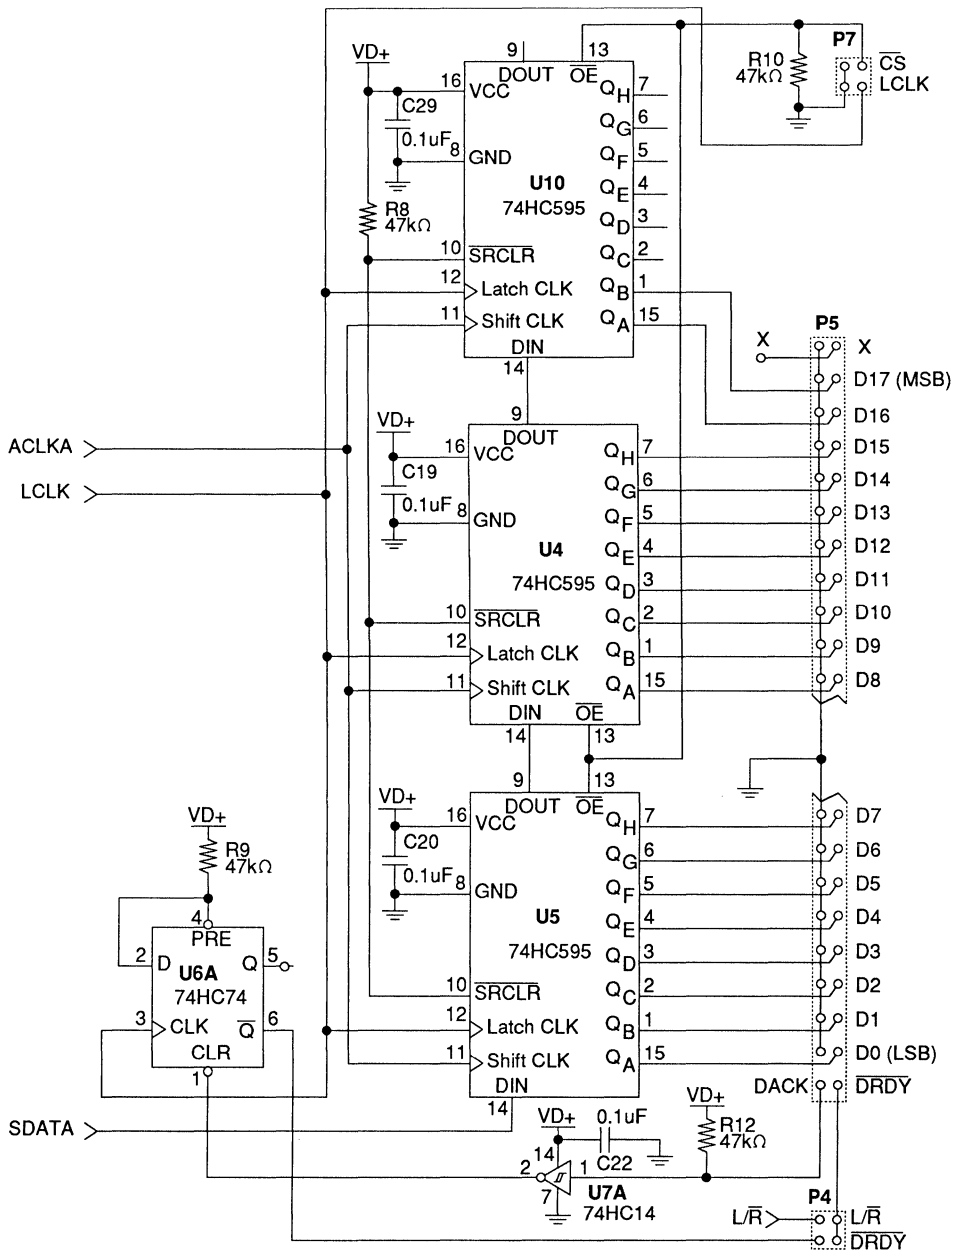 P7
VD+
9
13
DOUT
O̅E̅
R10
47kΩ
C̅S̅
LCLK
16
VCC
C29
0.1uF
8
GND
QH
7
QG
6
QF
5
U10
74HC595
QE
4
R8
47kΩ
QD
3
10
S̅R̅C̅L̅R̅
QC
2
12
Latch CLK
QB
1
11
Shift CLK
QA
15
DIN
14
P5
X
X
D17 (MSB)
D16
VD+
9
DOUT
ACLKA
LCLK
16
VCC
C19
0.1uF
8
GND
QH
7
D15
QG
6
D14
QF
5
D13
U4
74HC595
QE
4
D12
QD
3
D11
10
S̅R̅C̅L̅R̅
QC
2
D10
12
Latch CLK
QB
1
D9
11
Shift CLK
QA
15
D8
DIN
O̅E̅
14
13
9
13
DOUT
O̅E̅
VD+
16
VCC
C20
0.1uF
8
GND
QH
7
D7
QG
6
D6
QF
5
D5
U5
74HC595
QE
4
D4
QD
3
D3
10
S̅R̅C̅L̅R̅
QC
2
D2
12
Latch CLK
QB
1
D1
11
Shift CLK
QA
15
D0 (LSB)
DIN
14
VD+
R9
47kΩ
4
PRE
2
D
Q
5
U6A
74HC74
3
CLK
Q̅
6
CLR
1
DACK
D̅R̅D̅Y̅
SDATA
VD+
0.1uF
C22
VD+
R12
47kΩ
14
2
1
7
U7A
74HC14
P4
L/R̅
L/R̅
D̅R̅D̅Y̅